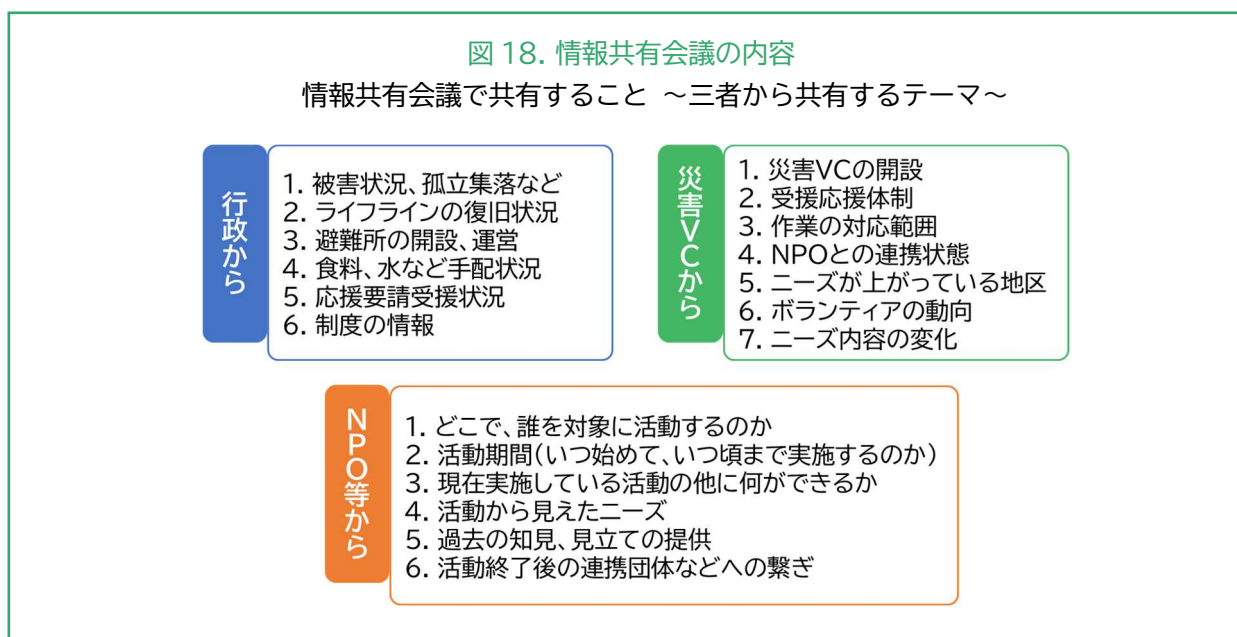 図 18. 情報共有会議の内容
情報共有会議で共有すること ～三者から共有するテーマ～
行政から
1. 被害状況、孤立集落など
2. ライフラインの復旧状況
3. 避難所の開設、運営
4. 食料、水など手配状況
5. 応援要請受援状況
6. 制度の情報
災害VCから
1. 災害VCの開設
2. 受援応援体制
3. 作業の対応範囲
4. NPOとの連携状態
5. ニーズが上がっている地区
6. ボランティアの動向
7. ニーズ内容の変化
NPO等から
1. どこで、誰を対象に活動するのか
2. 活動期間（いつ始めて、いつ頃まで実施するのか）
3. 現在実施している活動の他に何ができるか
4. 活動から見えたニーズ
5. 過去の知見、見立ての提供
6. 活動終了後の連携団体などへの繋ぎ